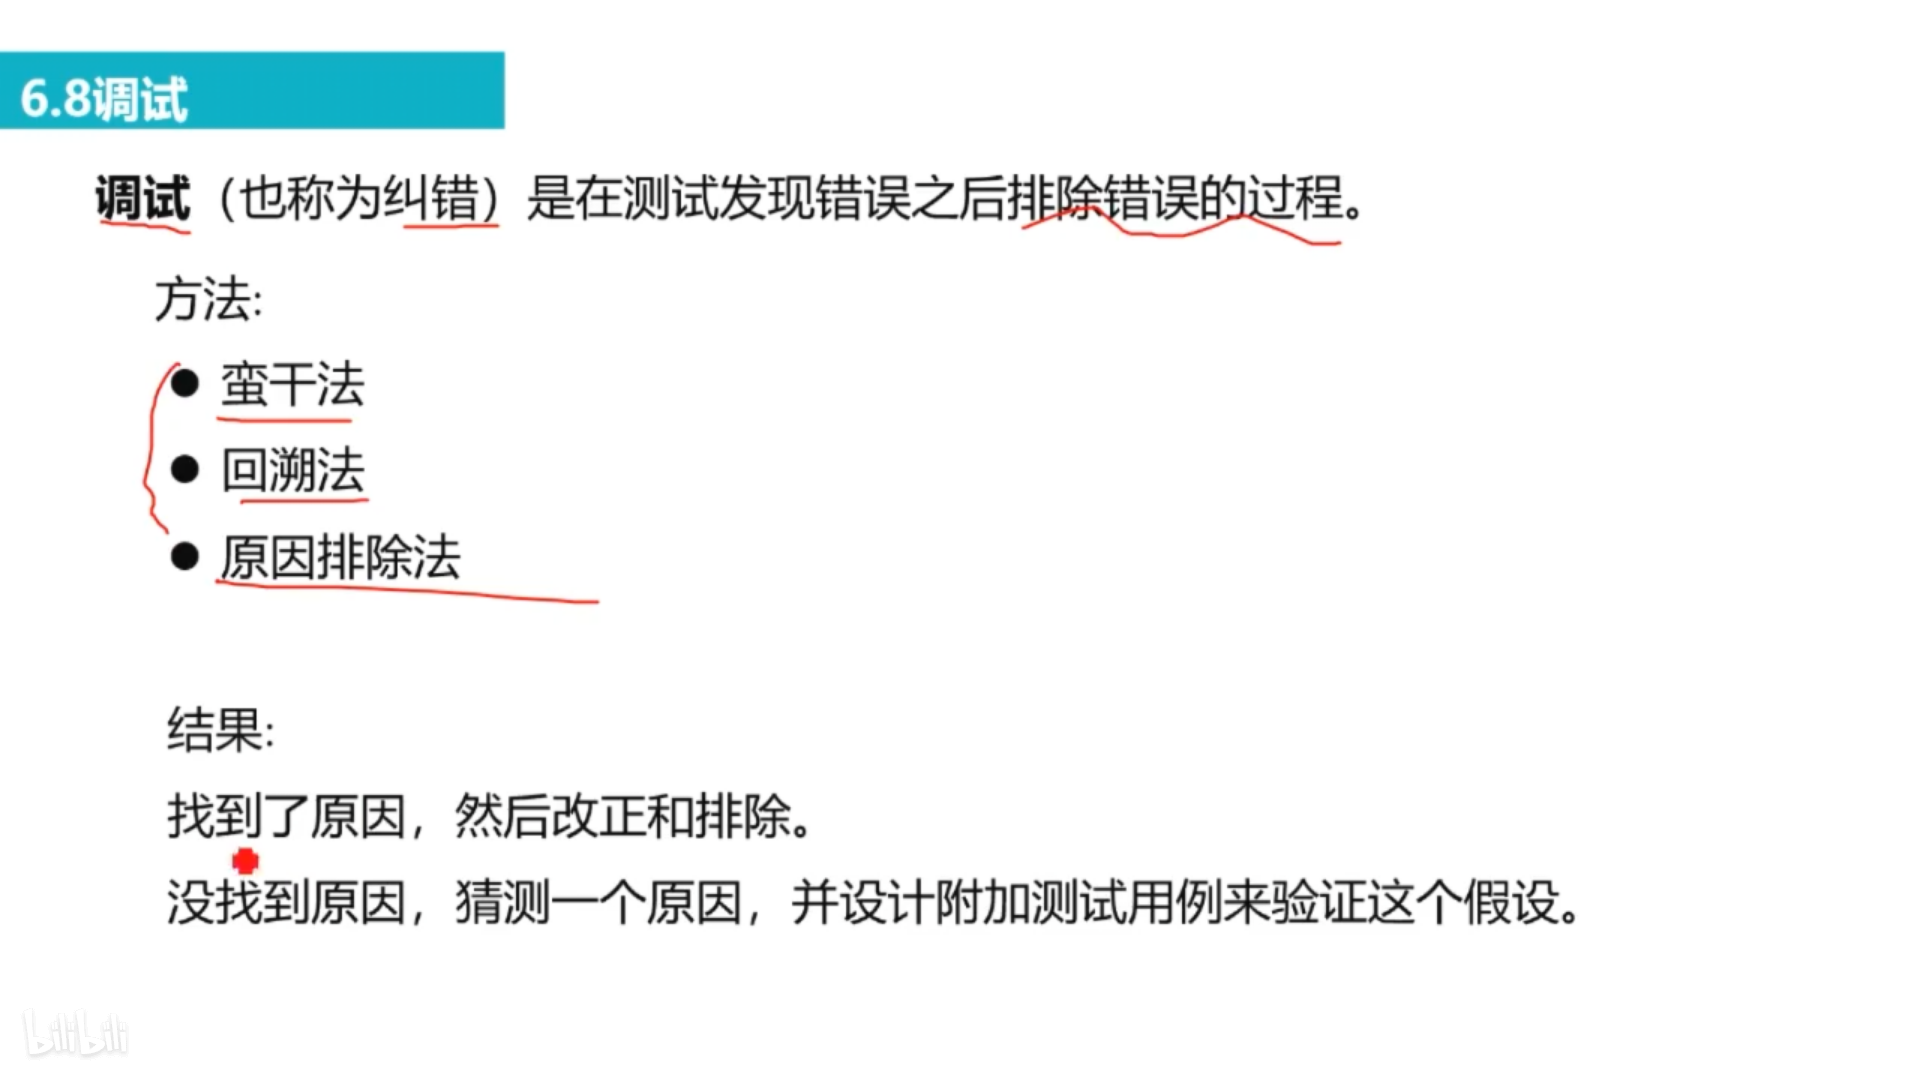 6.8调试
调试（也称为纠错）是在测试发现错误之后排除错误的过程。
方法:
● 蛮干法
● 回溯法
● 原因排除法
结果:
找到了原因，然后改正和排除。
没找到原因，猜测一个原因，并设计附加测试用例来验证这个假设。
bilibili